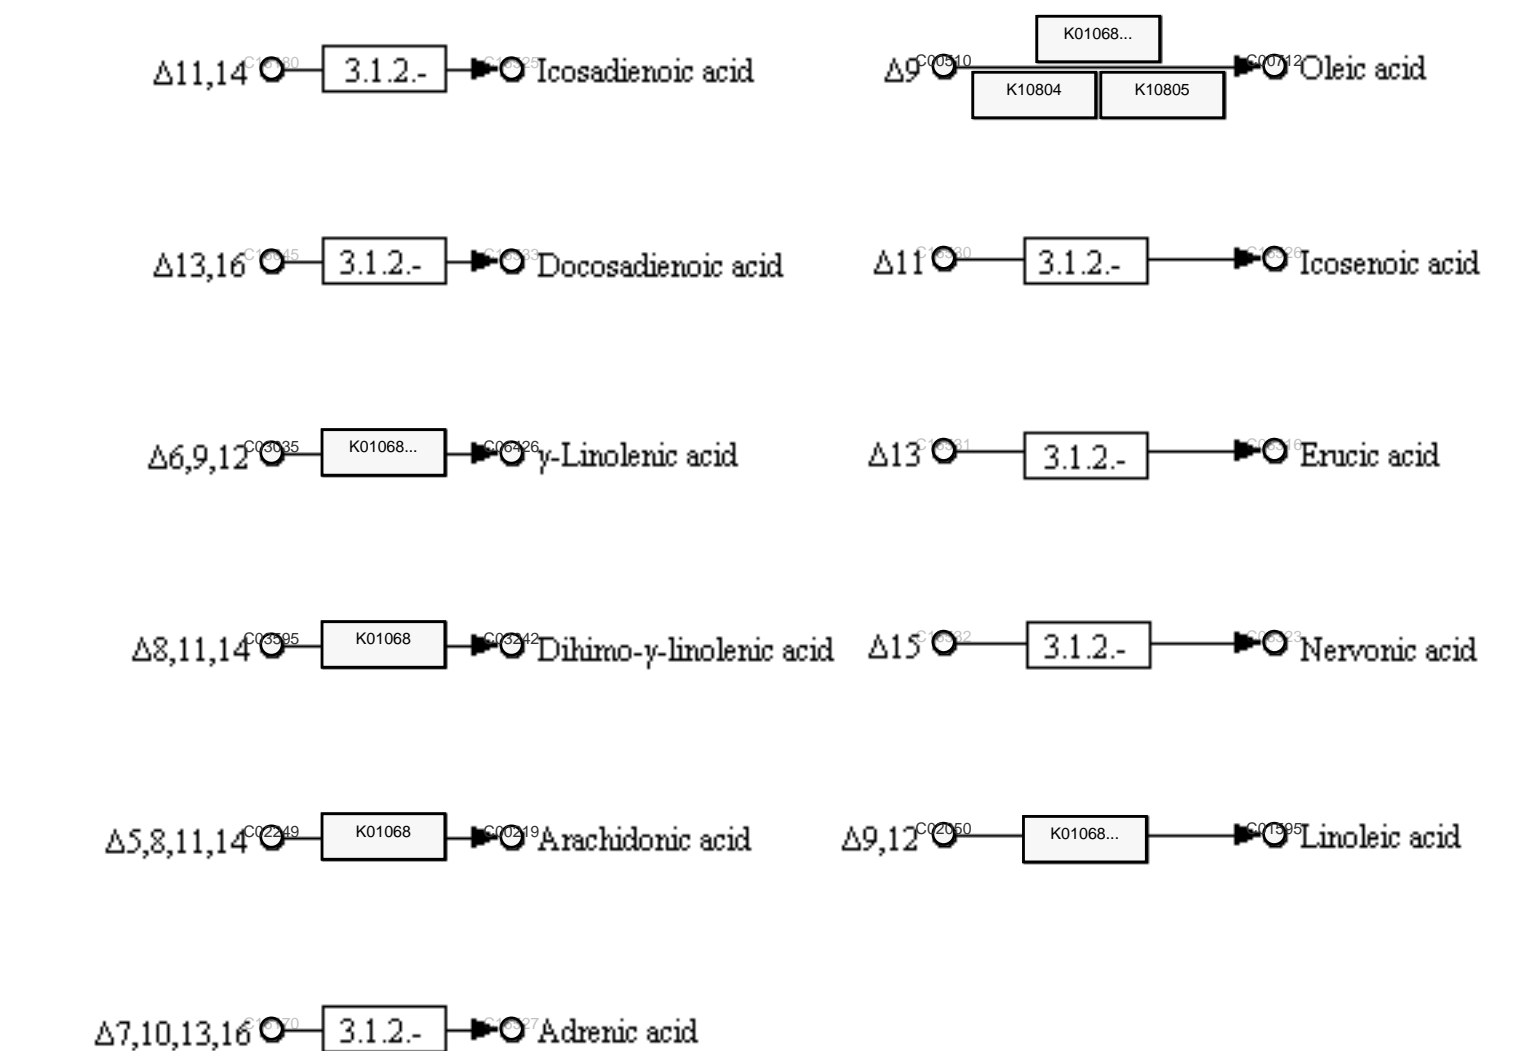 K01068...
Δ11,14 3.1.2.- Icosadienoic acid
Δ9 C00510 C00712 Oleic acid
K10804 K10805
Δ13,16 3.1.2.- Docosadienoic acid
Δ11 3.1.2.- Icosenoic acid
Δ6,9,12 C03035 K01068... C06426 γ-Linolenic acid
Δ13 3.1.2.- Erucic acid
Δ8,11,14 C03595 K01068 C03242 Dihimo-γ-linolenic acid
Δ15 3.1.2.- Nervonic acid
Δ5,8,11,14 C02249 K01068 C00219 Arachidonic acid
Δ9,12 C02050 K01068... C01595 Linoleic acid
Δ7,10,13,16 3.1.2.- Adrenic acid